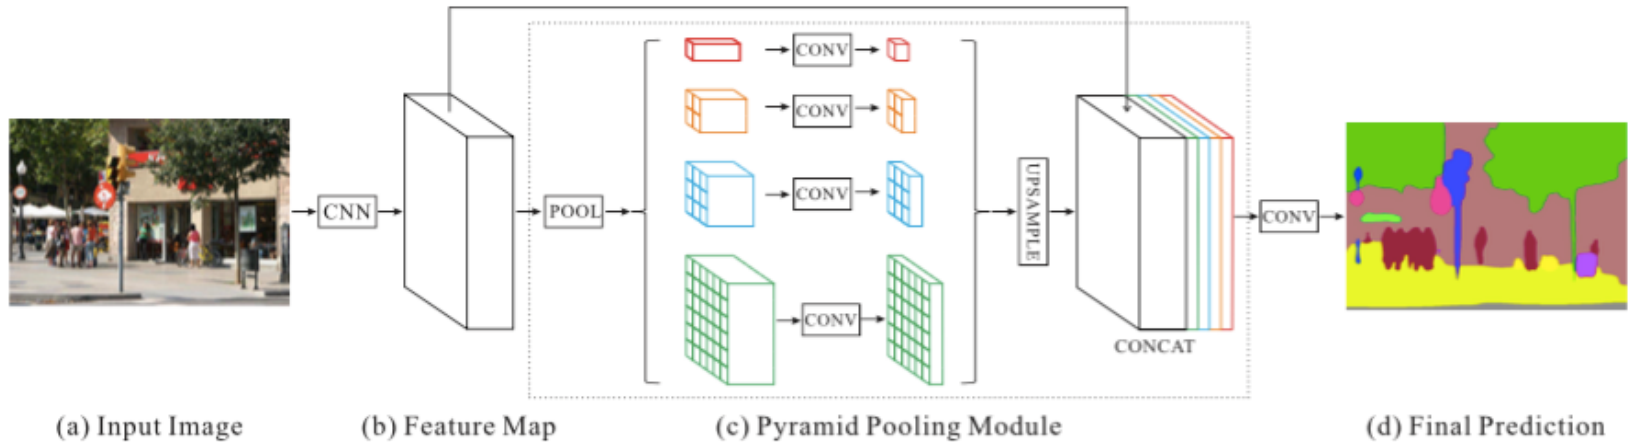 CONV
CONV
CONV
CONV
CNN
POOL
UPSAMPLE
CONCAT
CONV
(a) Input Image
(b) Feature Map
(c) Pyramid Pooling Module
(d) Final Prediction